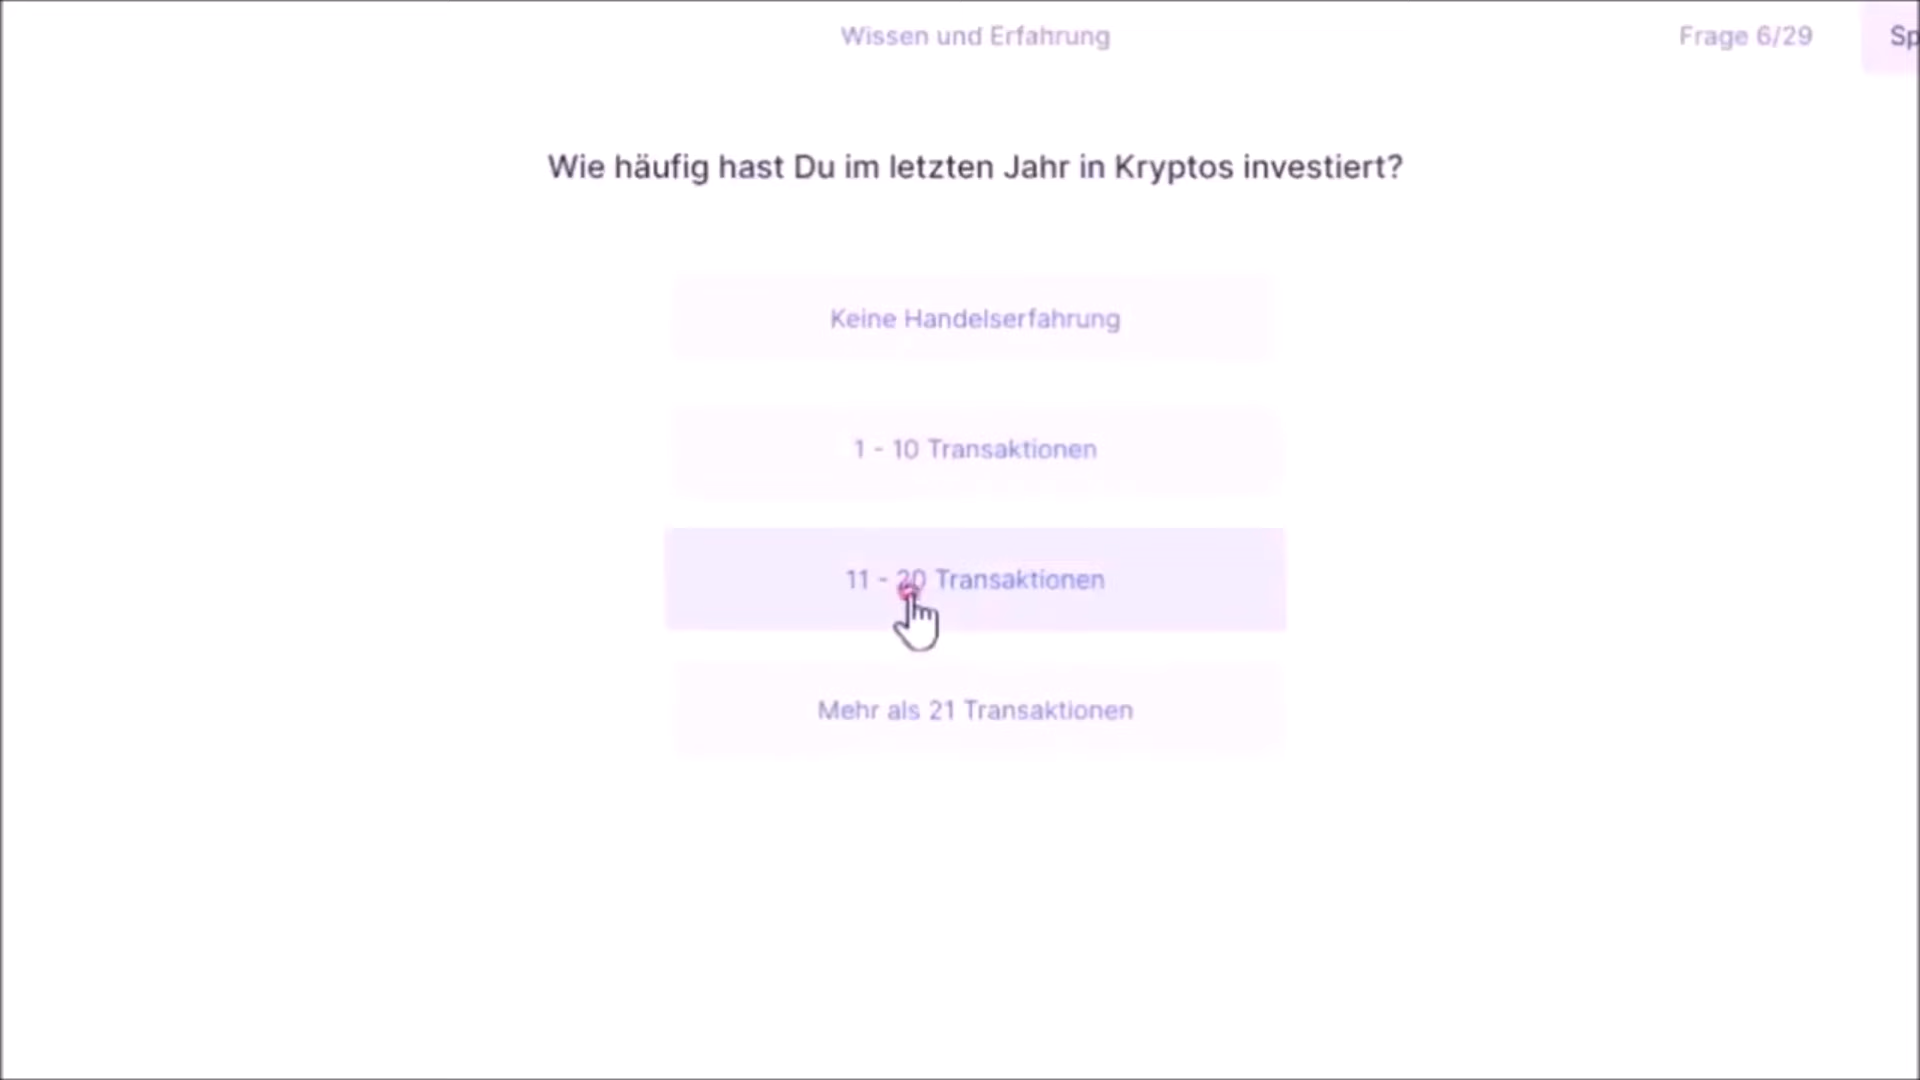 Wissen und Erfahrung
Frage 6/29
Sp
Wie häufig hast Du im letzten Jahr in Kryptos investiert?
Keine Handelserfahrung
1 - 10 Transaktionen
11 - 20 Transaktionen
Mehr als 21 Transaktionen